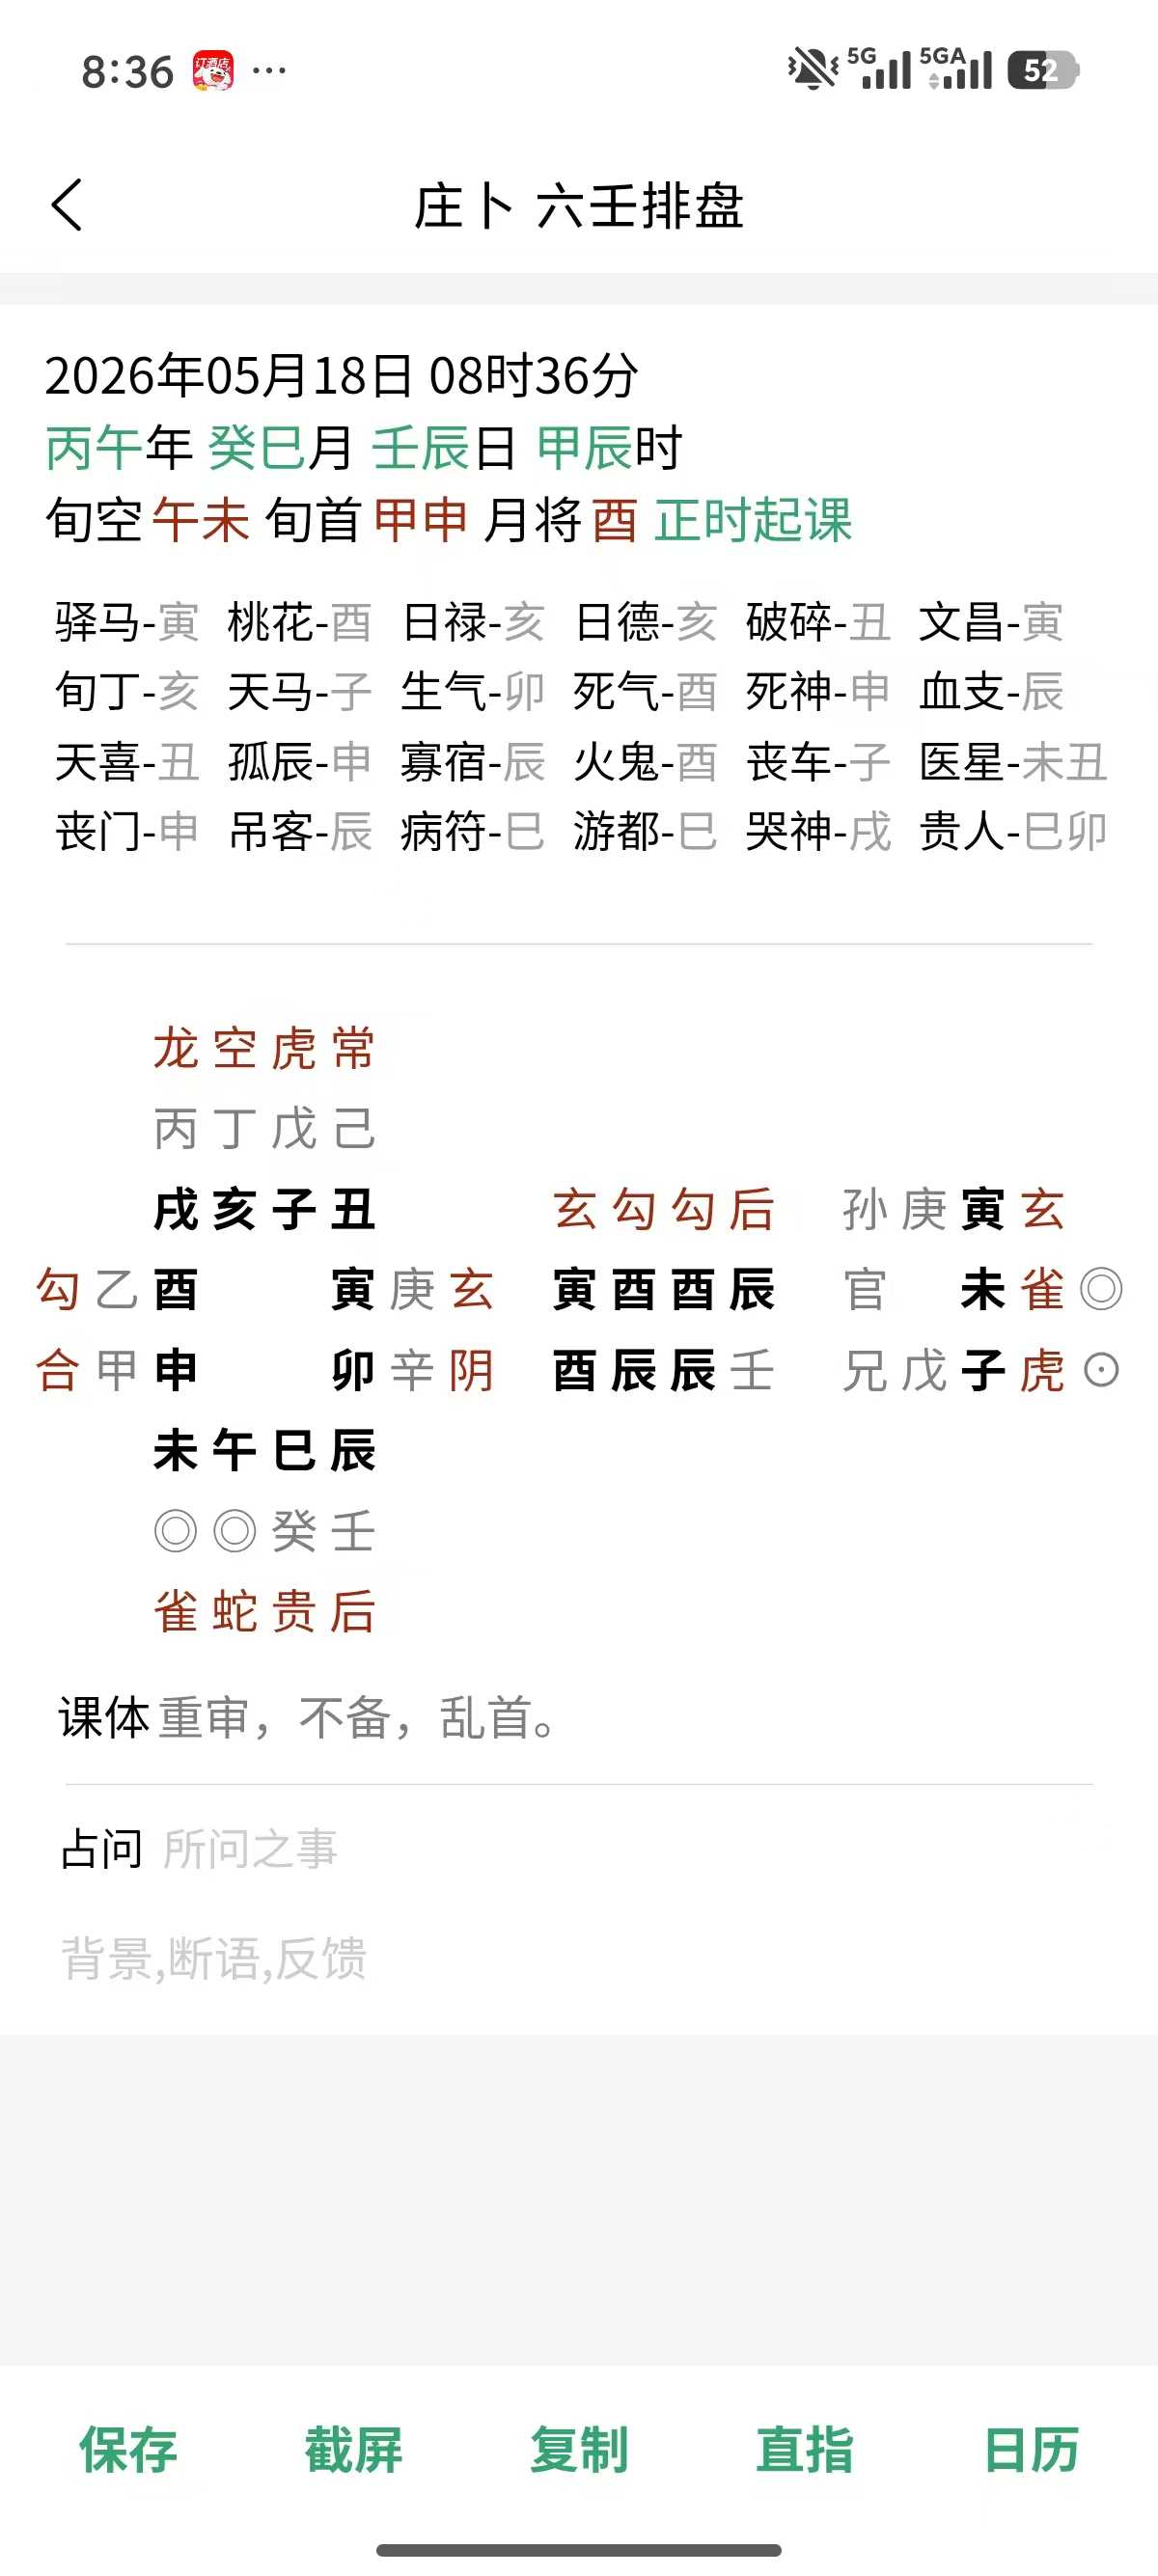 8:36 订酒店 ... 5G 5GA 52
庄卜 六壬排盘
2026年05月18日 08时36分
丙午年 癸巳月 壬辰日 甲辰时
旬空 午未 旬首 甲申 月将 酉 正时起课
驿马-寅 桃花-酉 日禄-亥 日德-亥 破碎-丑 文昌-寅
旬丁-亥 天马-子 生气-卯 死气-酉 死神-申 血支-辰
天喜-丑 孤辰-申 寡宿-辰 火鬼-酉 丧车-子 医星-未丑
丧门-申 吊客-辰 病符-巳 游都-巳 哭神-戌 贵人-巳卯
龙 空 虎 常
丙 丁 戊 己
戌 亥 子 丑 玄 勾 勾 后 孙 庚 寅 玄
勾 乙 酉 寅 庚 玄 寅 酉 酉 辰 官 未 雀 ◎
合 甲 申 卯 辛 阴 酉 辰 辰 壬 兄 戊 子 虎 ⊙
未 午 巳 辰
◎ ◎ 癸 壬
雀 蛇 贵 后
课体 重审，不备，乱首。
占问 所问之事
背景,断语,反馈
保存 截屏 复制 直指 日历